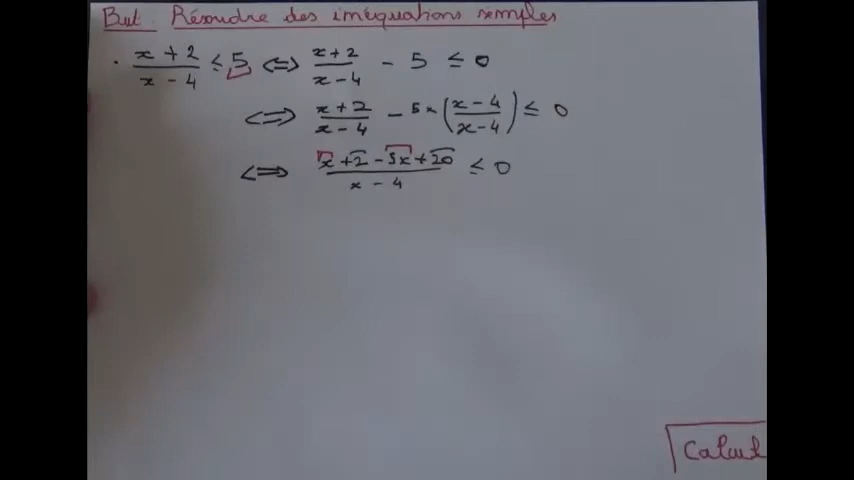 But : Résoudre des inéquations simples
· x + 2 / x - 4 ≤ 5 ⟺ x + 2 / x - 4 - 5 ≤ 0
⟺ x + 2 / x - 4 - 5 × (x - 4 / x - 4) ≤ 0
⟺ x + 2 - 5x + 20 / x - 4 ≤ 0
Calcul